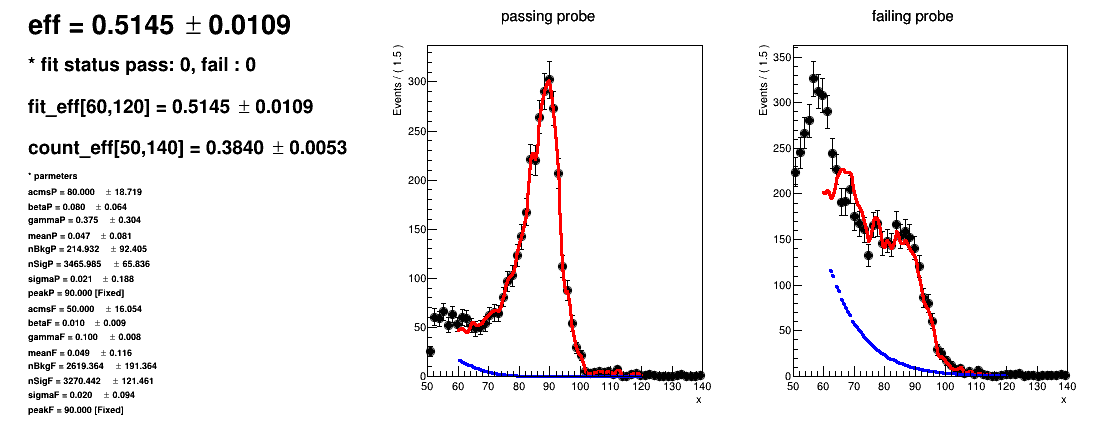 eff = 0.5145 ± 0.0109
* fit status pass: 0, fail : 0
fit_eff[60,120] = 0.5145 ± 0.0109
count_eff[50,140] = 0.3840 ± 0.0053
* parmeters
acmsP = 80.000 ± 18.719
betaP = 0.080 ± 0.064
gammaP = 0.375 ± 0.304
meanP = 0.047 ± 0.081
nBkgP = 214.932 ± 92.405
nSigP = 3465.985 ± 65.836
sigmaP = 0.021 ± 0.188
peakP = 90.000 [Fixed]
acmsF = 50.000 ± 16.054
betaF = 0.010 ± 0.009
gammaF = 0.100 ± 0.008
meanF = 0.049 ± 0.116
nBkgF = 2619.364 ± 191.364
nSigF = 3270.442 ± 121.461
sigmaF = 0.020 ± 0.094
peakF = 90.000 [Fixed]
passing probe
Events / ( 1.5 )
300
250
200
150
100
50
0
50 60 70 80 90 100 110 120 130 140
x
failing probe
Events / ( 1.5 )
350
300
250
200
150
100
50
0
50 60 70 80 90 100 110 120 130 140
x